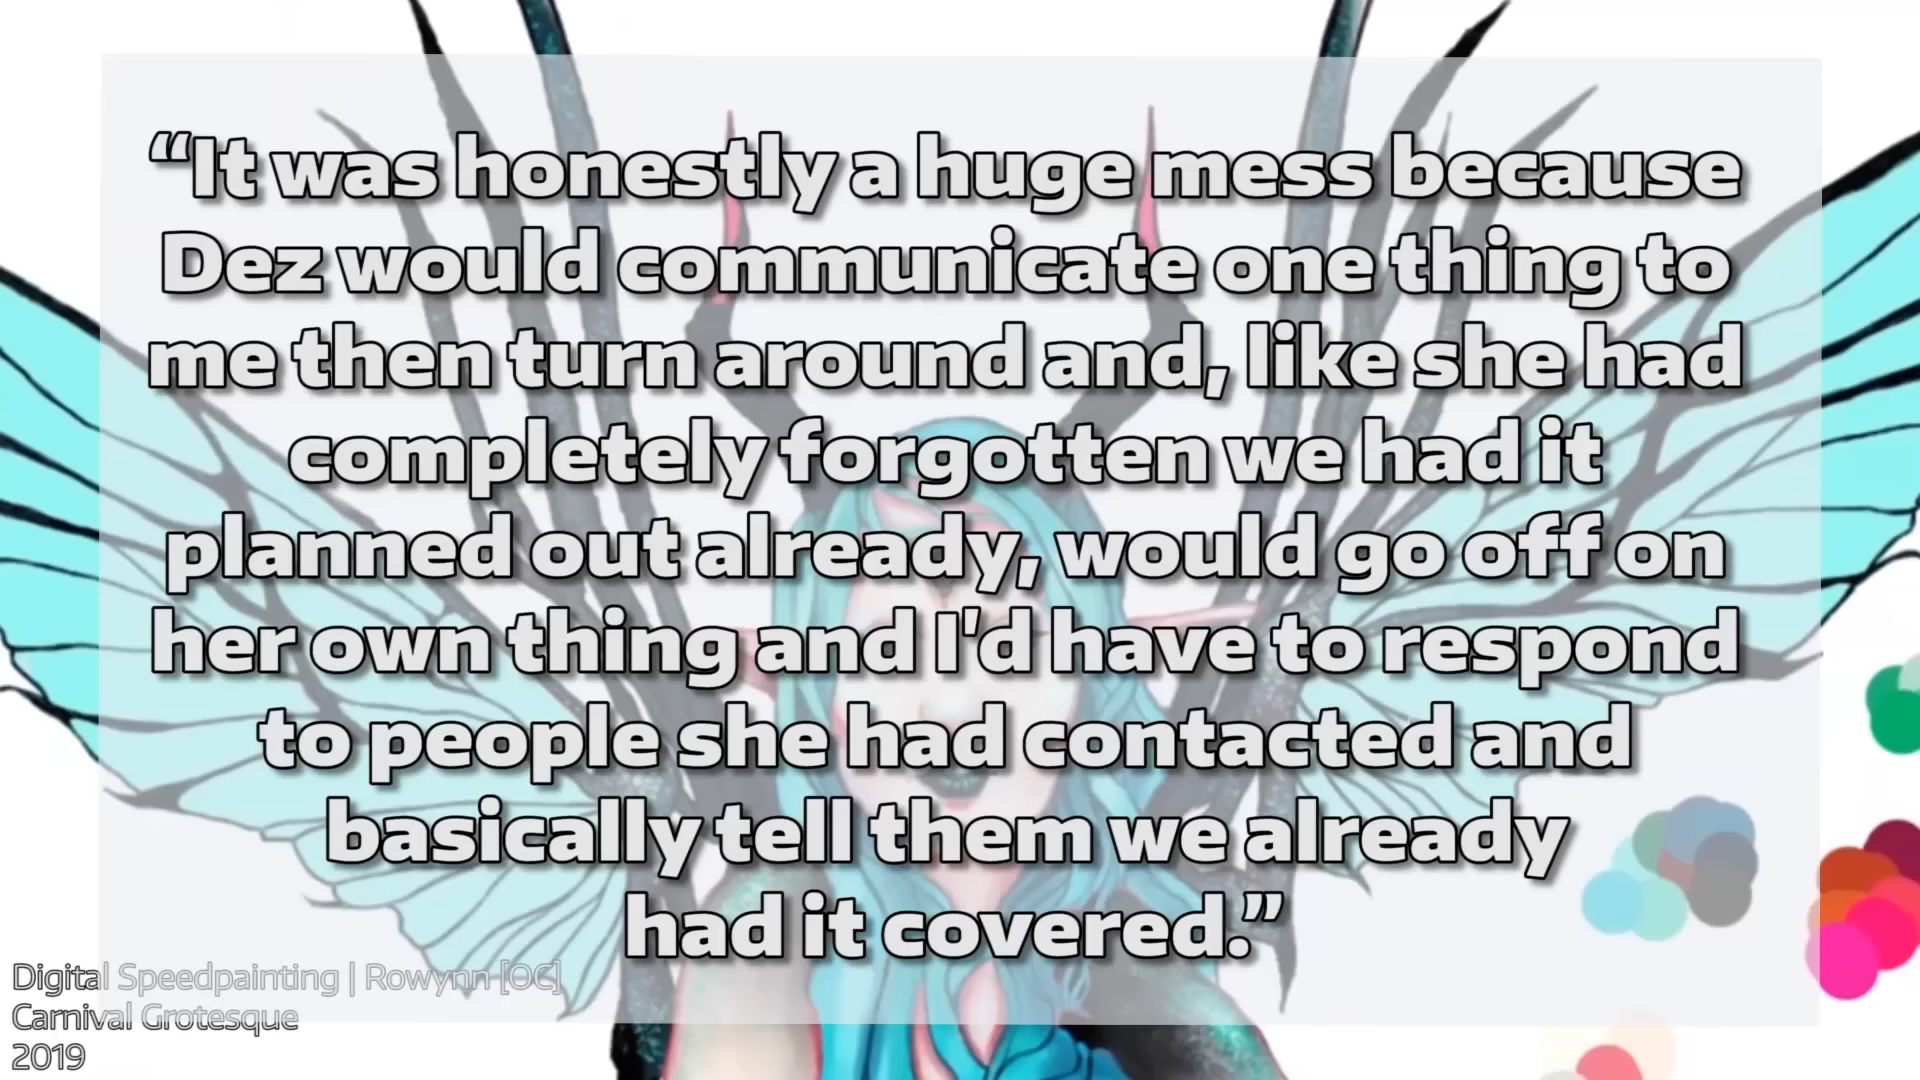 “It was honestly a huge mess because
Dez would communicate one thing to
me then turn around and, like she had
completely forgotten we had it
planned out already, would go off on
her own thing and I'd have to respond
to people she had contacted and
basically tell them we already
had it covered.”
Digital Speedpainting | Rowynn [OC]
Carnival Grotesque
2019